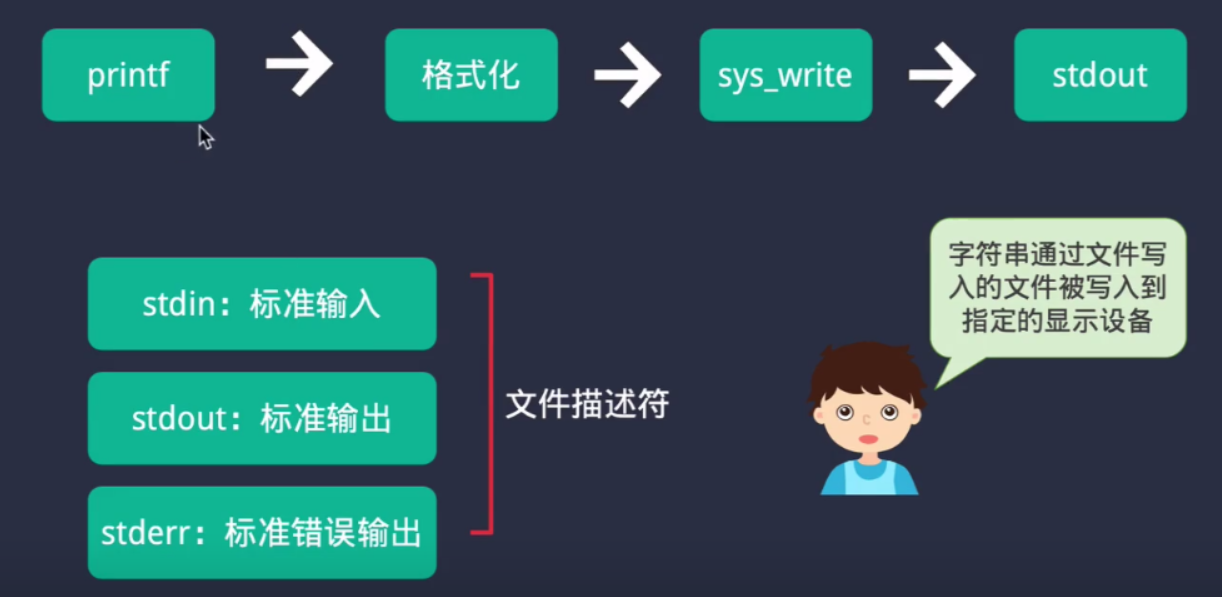 printf
格式化
sys_write
stdout
stdin：标准输入
stdout：标准输出
stderr：标准错误输出
文件描述符
字符串通过文件写
入的文件被写入到
指定的显示设备